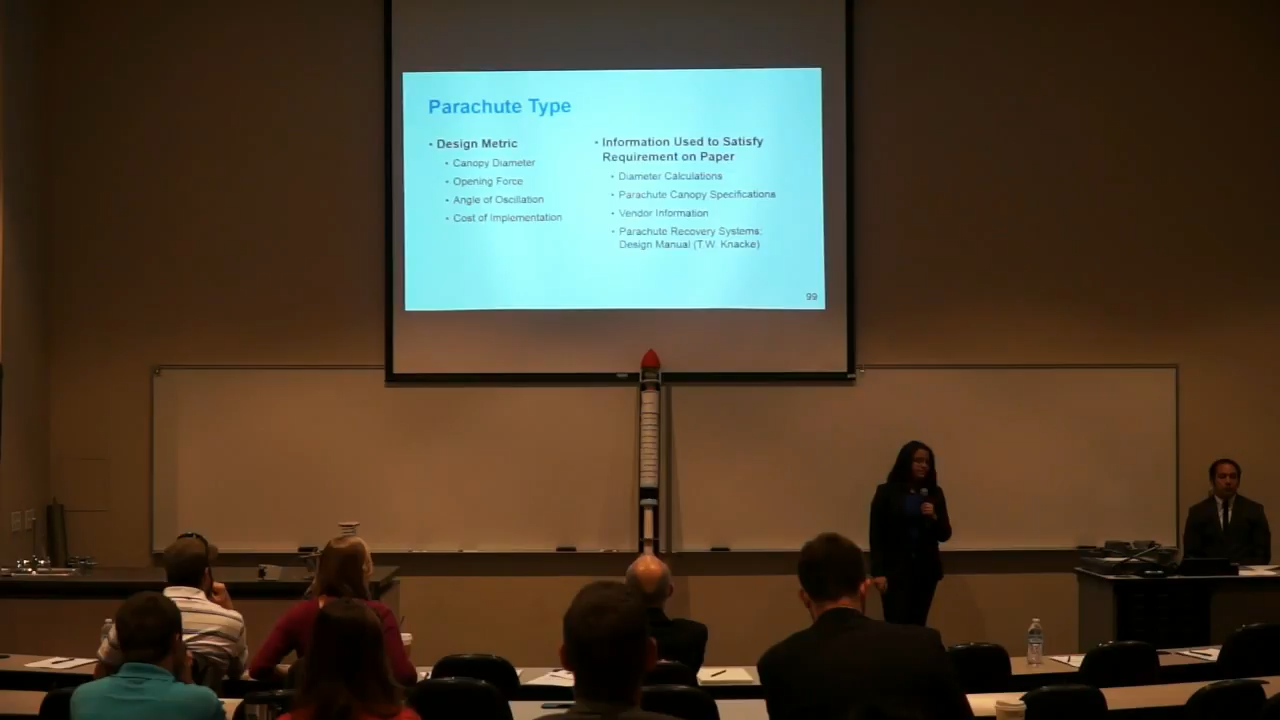 Parachute Type
• Design Metric
• Canopy Diameter
• Opening Force
• Angle of Oscillation
• Cost of Implementation
• Information Used to Satisfy
Requirement on Paper
• Diameter Calculations
• Parachute Canopy Specifications
• Vendor Information
• Parachute Recovery Systems:
Design Manual (T.W. Knacke)
99